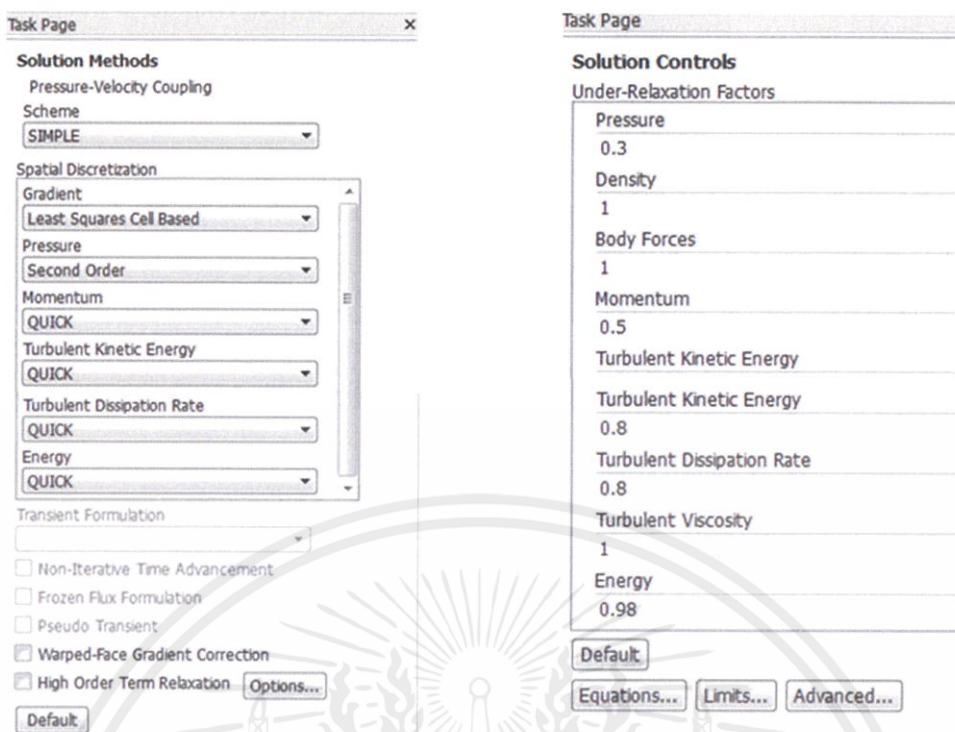 Task Page
Solution Methods
Pressure-Velocity Coupling
Scheme
SIMPLE
Spatial Discretization
Gradient
Least Squares Cell Based
Pressure
Second Order
Momentum
QUICK
Turbulent Kinetic Energy
QUICK
Turbulent Dissipation Rate
QUICK
Energy
QUICK
Transient Formulation
Non-Iterative Time Advancement
Frozen Flux Formulation
Pseudo Transient
Warped-Face Gradient Correction
High Order Term Relaxation Options...
Default
Task Page
Solution Controls
Under-Relaxation Factors
Pressure
0.3
Density
1
Body Forces
1
Momentum
0.5
Turbulent Kinetic Energy
Turbulent Kinetic Energy
0.8
Turbulent Dissipation Rate
0.8
Turbulent Viscosity
1
Energy
0.98
Default
Equations... Limits... Advanced...